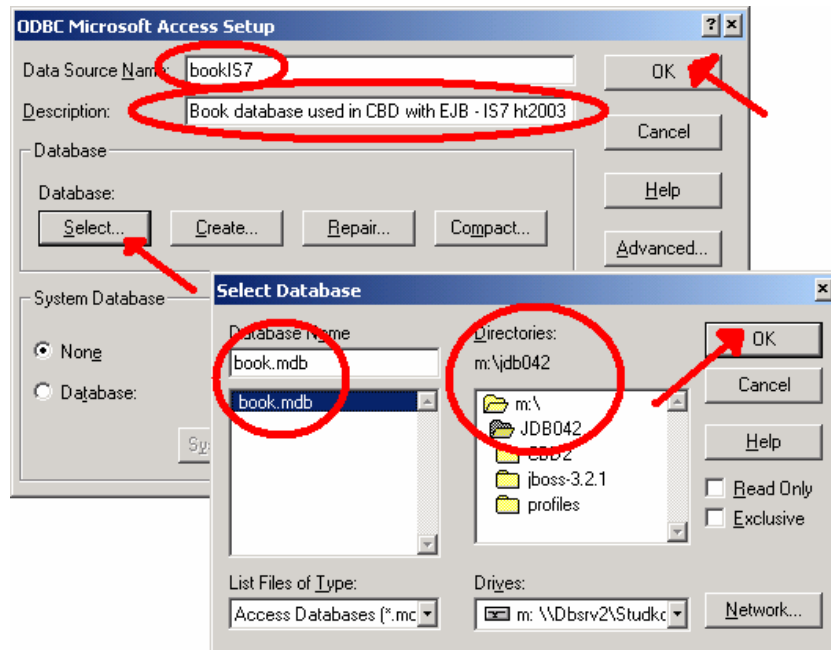 ODBC Microsoft Access Setup
Data Source Name: bookIS7
OK
Description: Book database used in CBD with EJB - IS7 ht2003
Cancel
Database
Database:
Help
Select... Create... Repair... Compact...
Advanced...
System Database
None
Database:
Select Database
Database Name
book.mdb
book.mdb
Directories:
m:\jdb042
m:\
JDB042
CBD2
jboss-3.2.1
profiles
OK
Cancel
Help
Read Only
Exclusive
List Files of Type:
Access Databases (*.mc
Drives:
m: \\Dbsrv2\Studkc
Network...